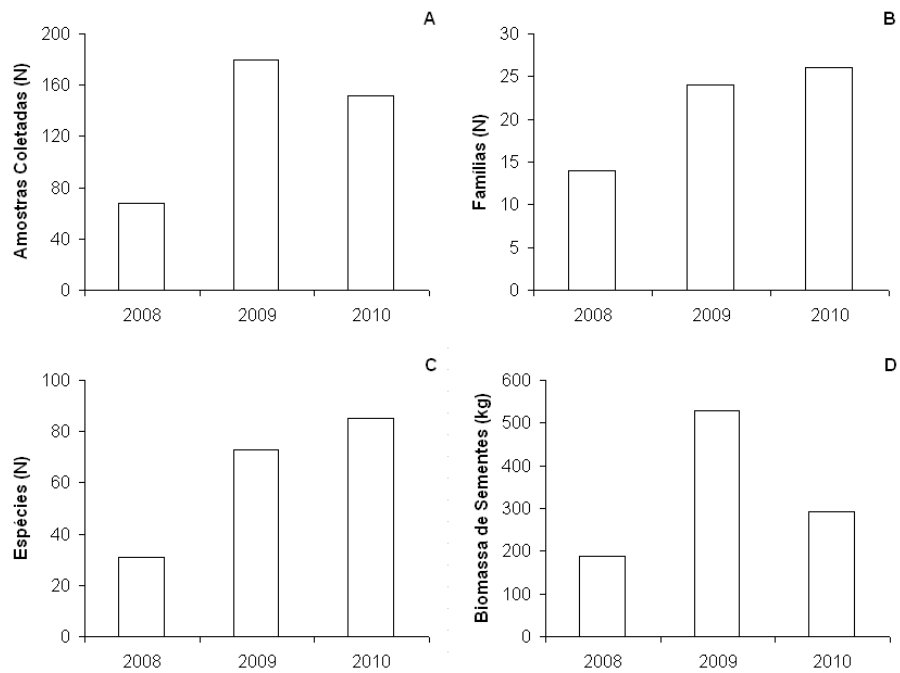 A
Amostras Coletadas (N)
200
160
120
80
40
0
2008 2009 2010
B
Famílias (N)
30
25
20
15
10
5
0
2008 2009 2010
C
Espécies (N)
100
80
60
40
20
0
2008 2009 2010
D
Biomassa de Sementes (kg)
600
500
400
300
200
100
0
2008 2009 2010